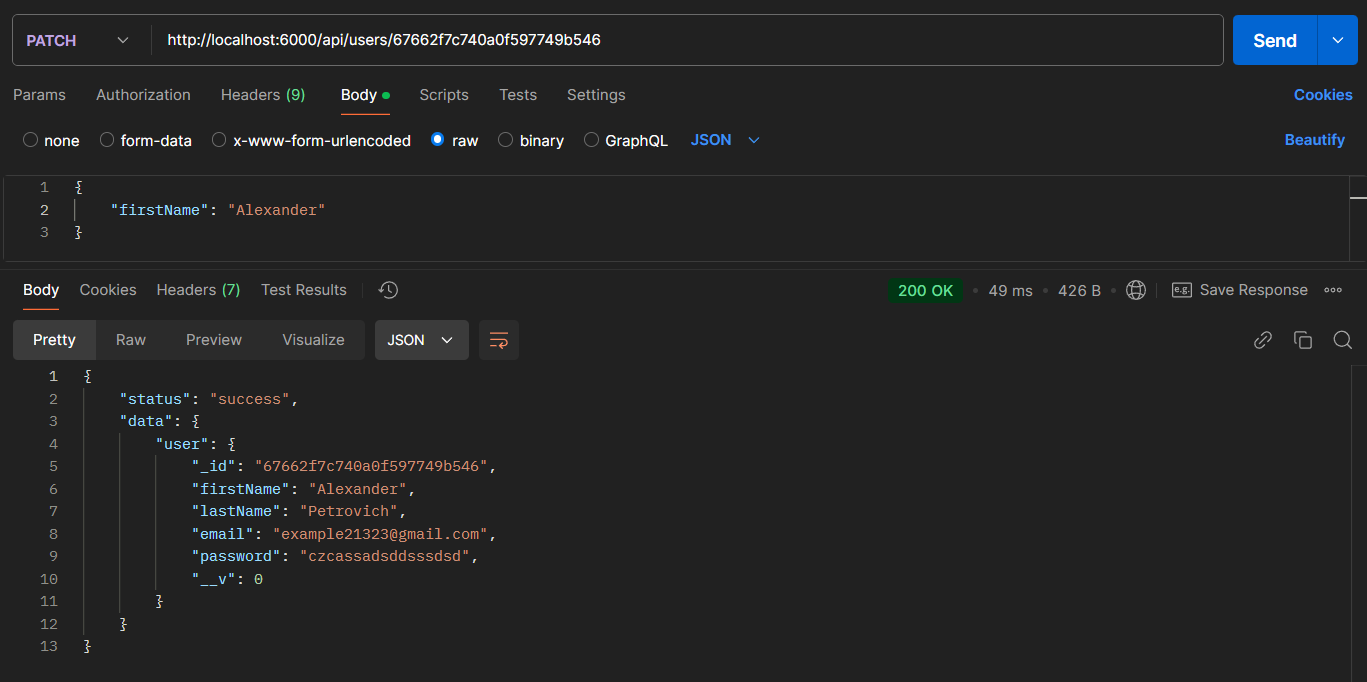 PATCH http://localhost:6000/api/users/67662f7c740a0f597749b546 Send
Params Authorization Headers (9) Body Scripts Tests Settings Cookies
none form-data x-www-form-urlencoded raw binary GraphQL JSON Beautify
1 {
2 "firstName": "Alexander"
3 }
Body Cookies Headers (7) Test Results 200 OK 49 ms 426 B e.g. Save Response
Pretty Raw Preview Visualize JSON
1 {
2 "status": "success",
3 "data": {
4 "user": {
5 "_id": "67662f7c740a0f597749b546",
6 "firstName": "Alexander",
7 "lastName": "Petrovich",
8 "email": "example21323@gmail.com",
9 "password": "czcassadsddsssdsd",
10 "__v": 0
11 }
12 }
13 }